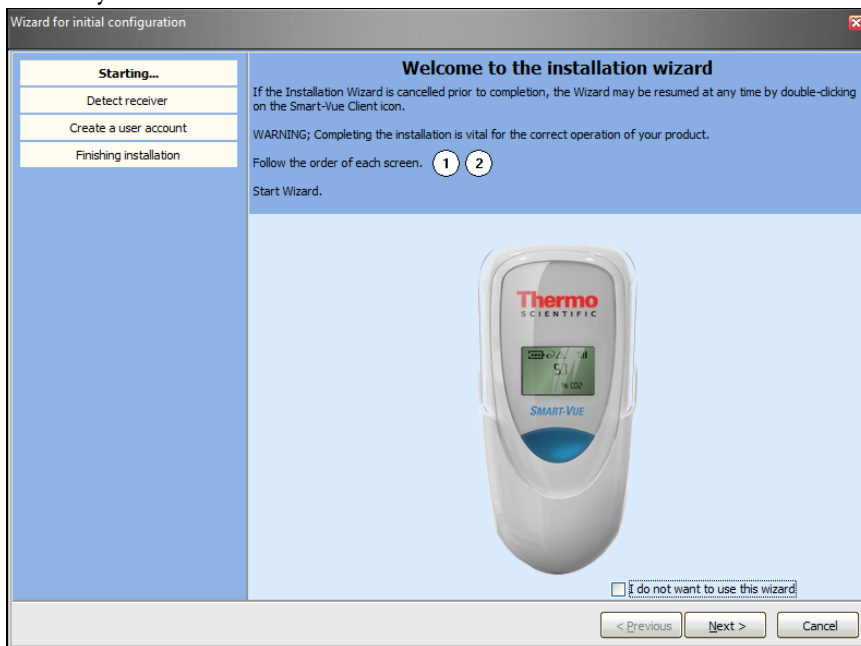 Wizard for initial configuration
Starting...
Detect receiver
Create a user account
Finishing installation
Welcome to the installation wizard
If the Installation Wizard is cancelled prior to completion, the Wizard may be resumed at any time by double-clicking
on the Smart-Vue Client icon.
WARNING; Completing the installation is vital for the correct operation of your product.
Follow the order of each screen. 1 2
Start Wizard.
Thermo
SCIENTIFIC
% CO2
SMART-VUE
I do not want to use this wizard
< Previous
Next >
Cancel